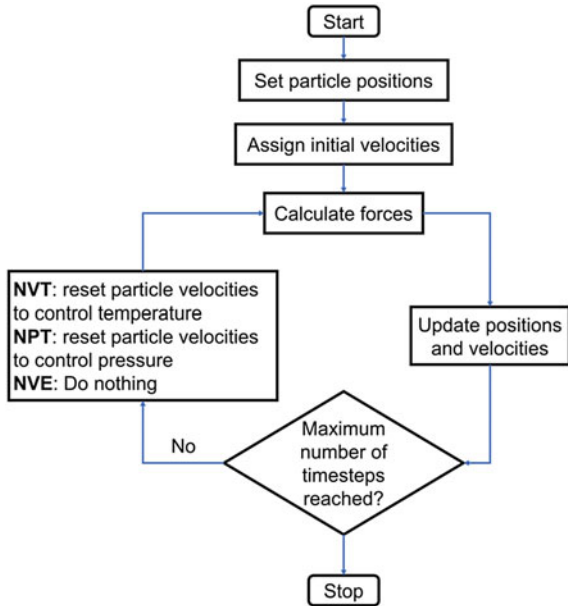 Start
Set particle positions
Assign initial velocities
Calculate forces
NVT: reset particle velocities
to control temperature
NPT: reset particle velocities
to control pressure
NVE: Do nothing
Update positions
and velocities
No
Maximum
number of
timesteps
reached?
Stop